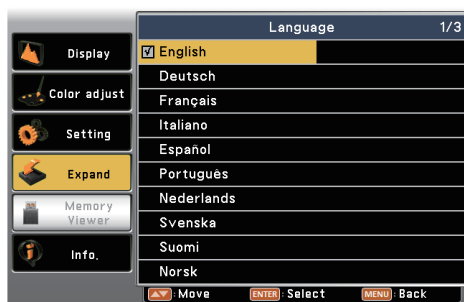 Language 1/3
Display
Color adjust
Setting
Expand
Memory
Viewer
Info.
English
Deutsch
Français
Italiano
Español
Português
Nederlands
Svenska
Suomi
Norsk
:Move ENTER:Select MENU:Back